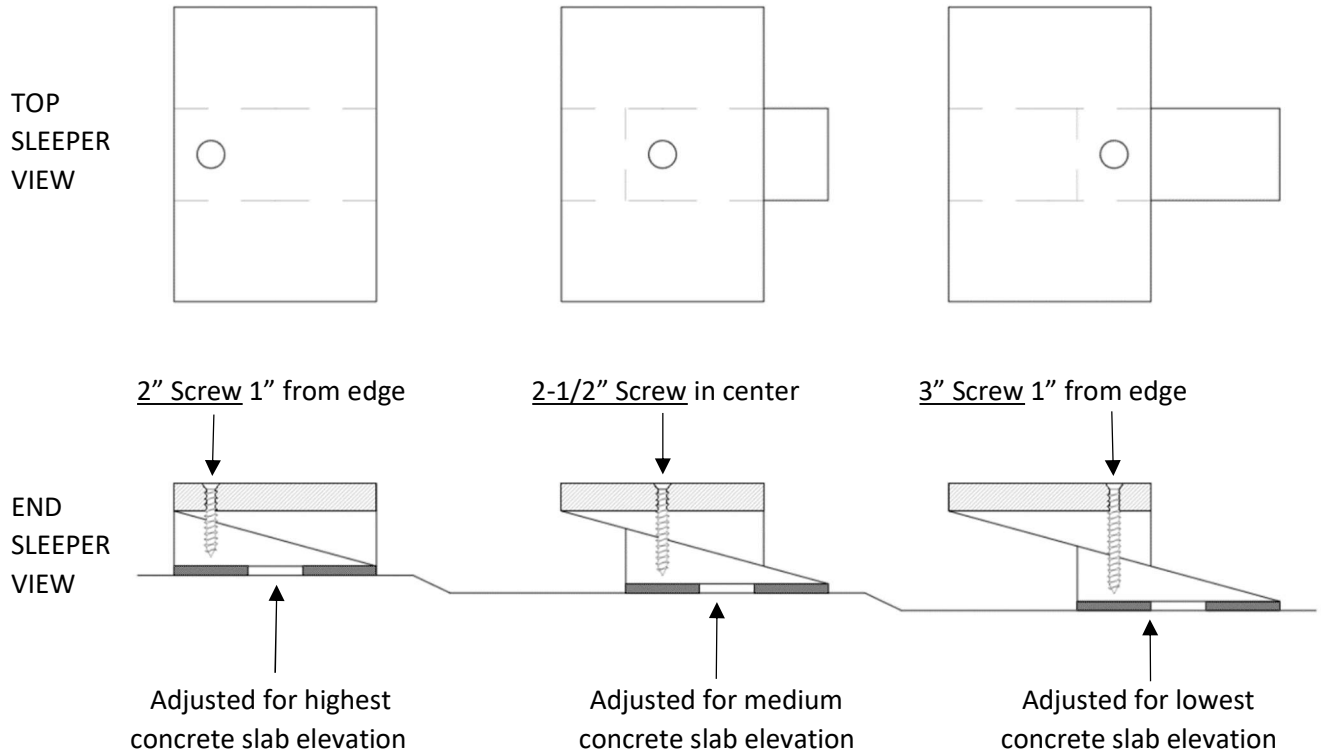 TOP
SLEEPER
VIEW
2” Screw 1” from edge
2-1/2” Screw in center
3” Screw 1” from edge
END
SLEEPER
VIEW
Adjusted for highest
concrete slab elevation
Adjusted for medium
concrete slab elevation
Adjusted for lowest
concrete slab elevation